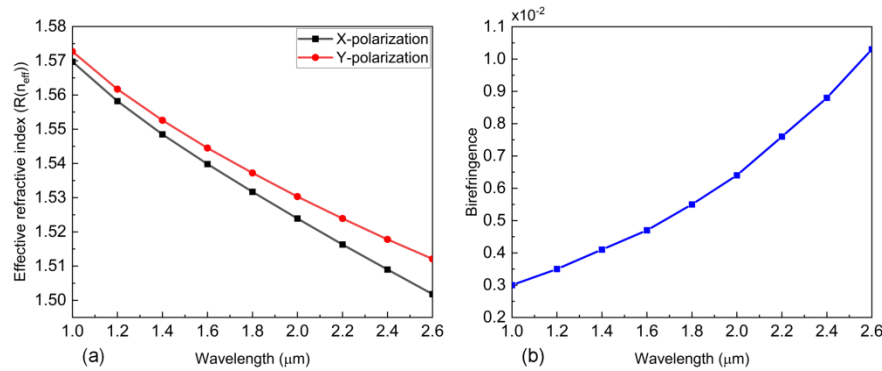 X-polarization
Y-polarization
Effective refractive index (R(n_eff))
1.58
1.57
1.56
1.55
1.54
1.53
1.52
1.51
1.50
1.0 1.2 1.4 1.6 1.8 2.0 2.2 2.4 2.6
(a) Wavelength (μm)
x10⁻²
Birefringence
1.1
1.0
0.9
0.8
0.7
0.6
0.5
0.4
0.3
0.2
1.0 1.2 1.4 1.6 1.8 2.0 2.2 2.4 2.6
(b) Wavelength (μm)